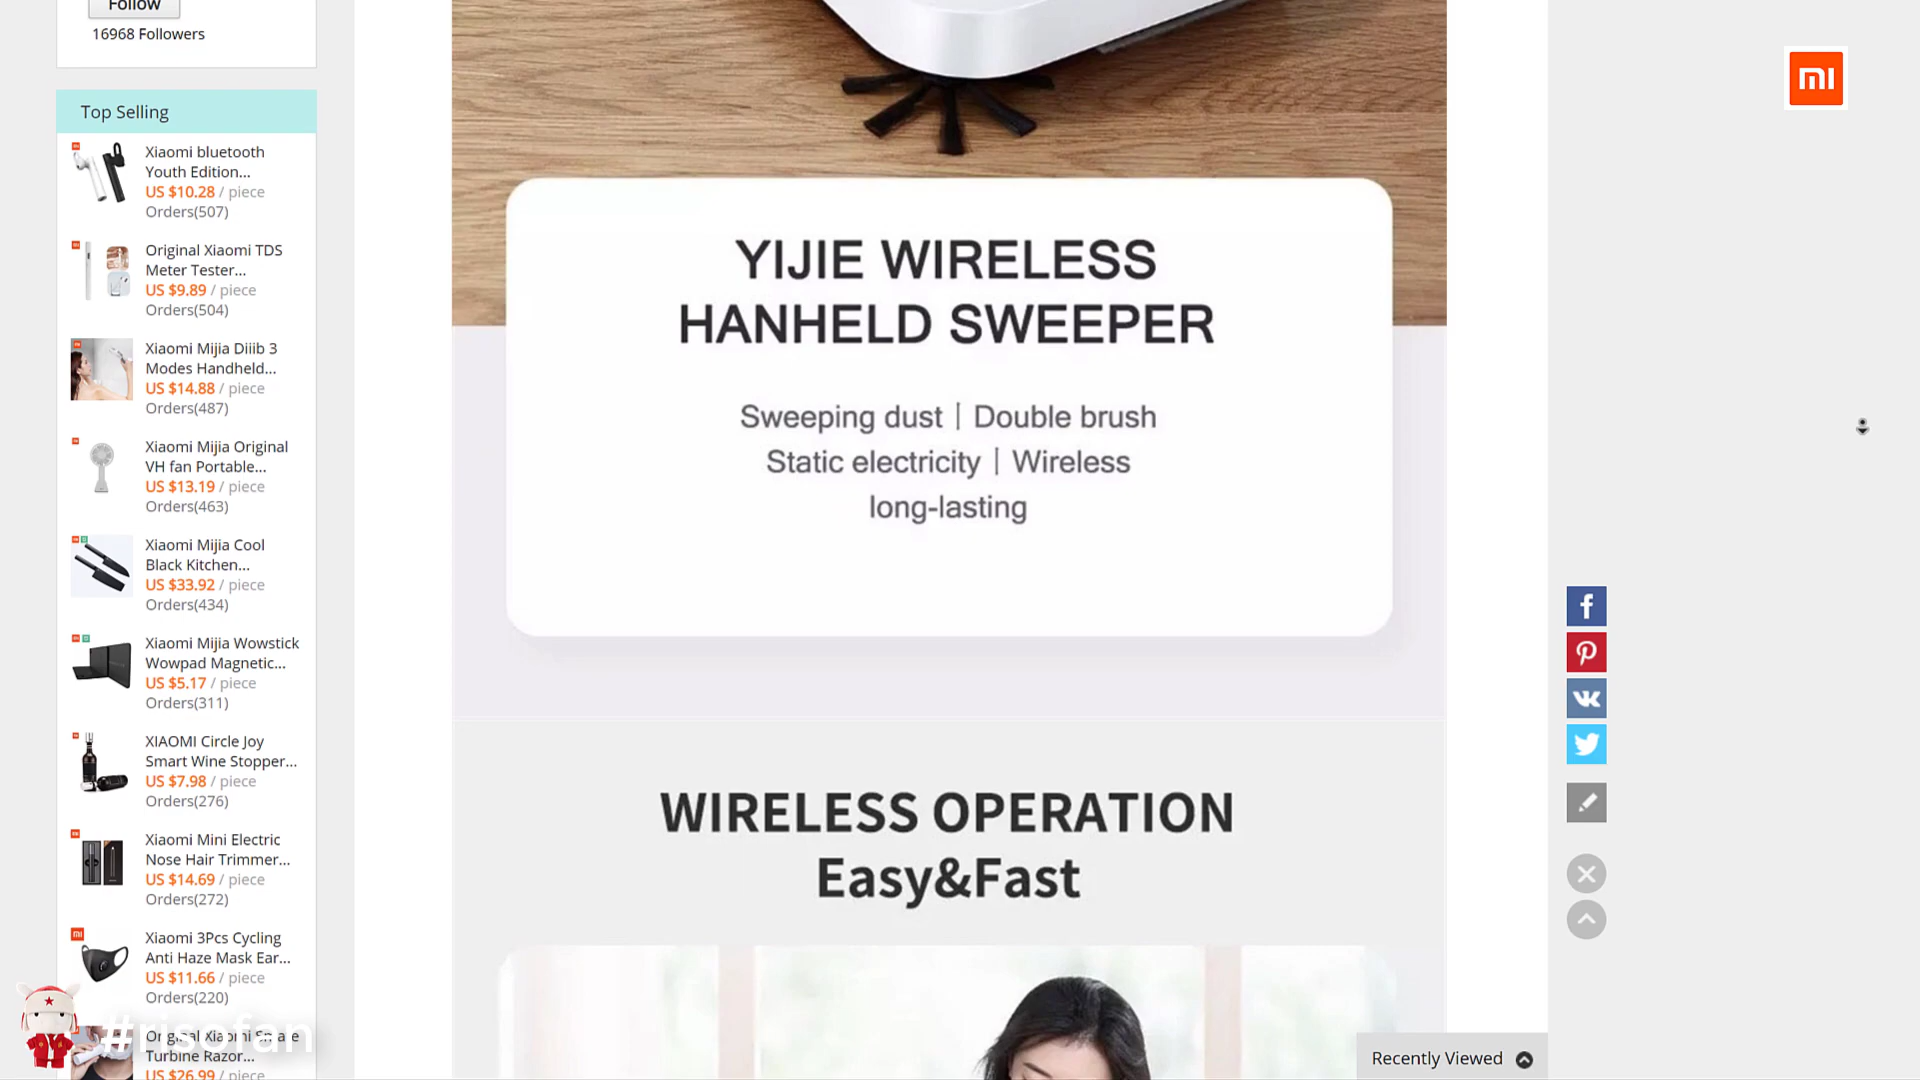 Follow
16968 Followers
Top Selling
Xiaomi bluetooth
Youth Edition...
US $10.28 / piece
Orders(507)
Original Xiaomi TDS
Meter Tester...
US $9.89 / piece
Orders(504)
Xiaomi Mijia Diiib 3
Modes Handheld...
US $14.88 / piece
Orders(487)
Xiaomi Mijia Original
VH fan Portable...
US $13.19 / piece
Orders(463)
Xiaomi Mijia Cool
Black Kitchen...
US $33.92 / piece
Orders(434)
Xiaomi Mijia Wowstick
Wowpad Magnetic...
US $5.17 / piece
Orders(311)
XIAOMI Circle Joy
Smart Wine Stopper...
US $7.98 / piece
Orders(276)
Xiaomi Mini Electric
Nose Hair Trimmer...
US $14.69 / piece
Orders(272)
Xiaomi 3Pcs Cycling
Anti Haze Mask Ear...
US $11.66 / piece
Orders(220)
Original Xiaomi Smate
Turbine Razor...
US $26.99 / piece
#risofan
YIJIE WIRELESS
HANHELD SWEEPER
Sweeping dust | Double brush
Static electricity | Wireless
long-lasting
WIRELESS OPERATION
Easy&Fast
mi
Recently Viewed